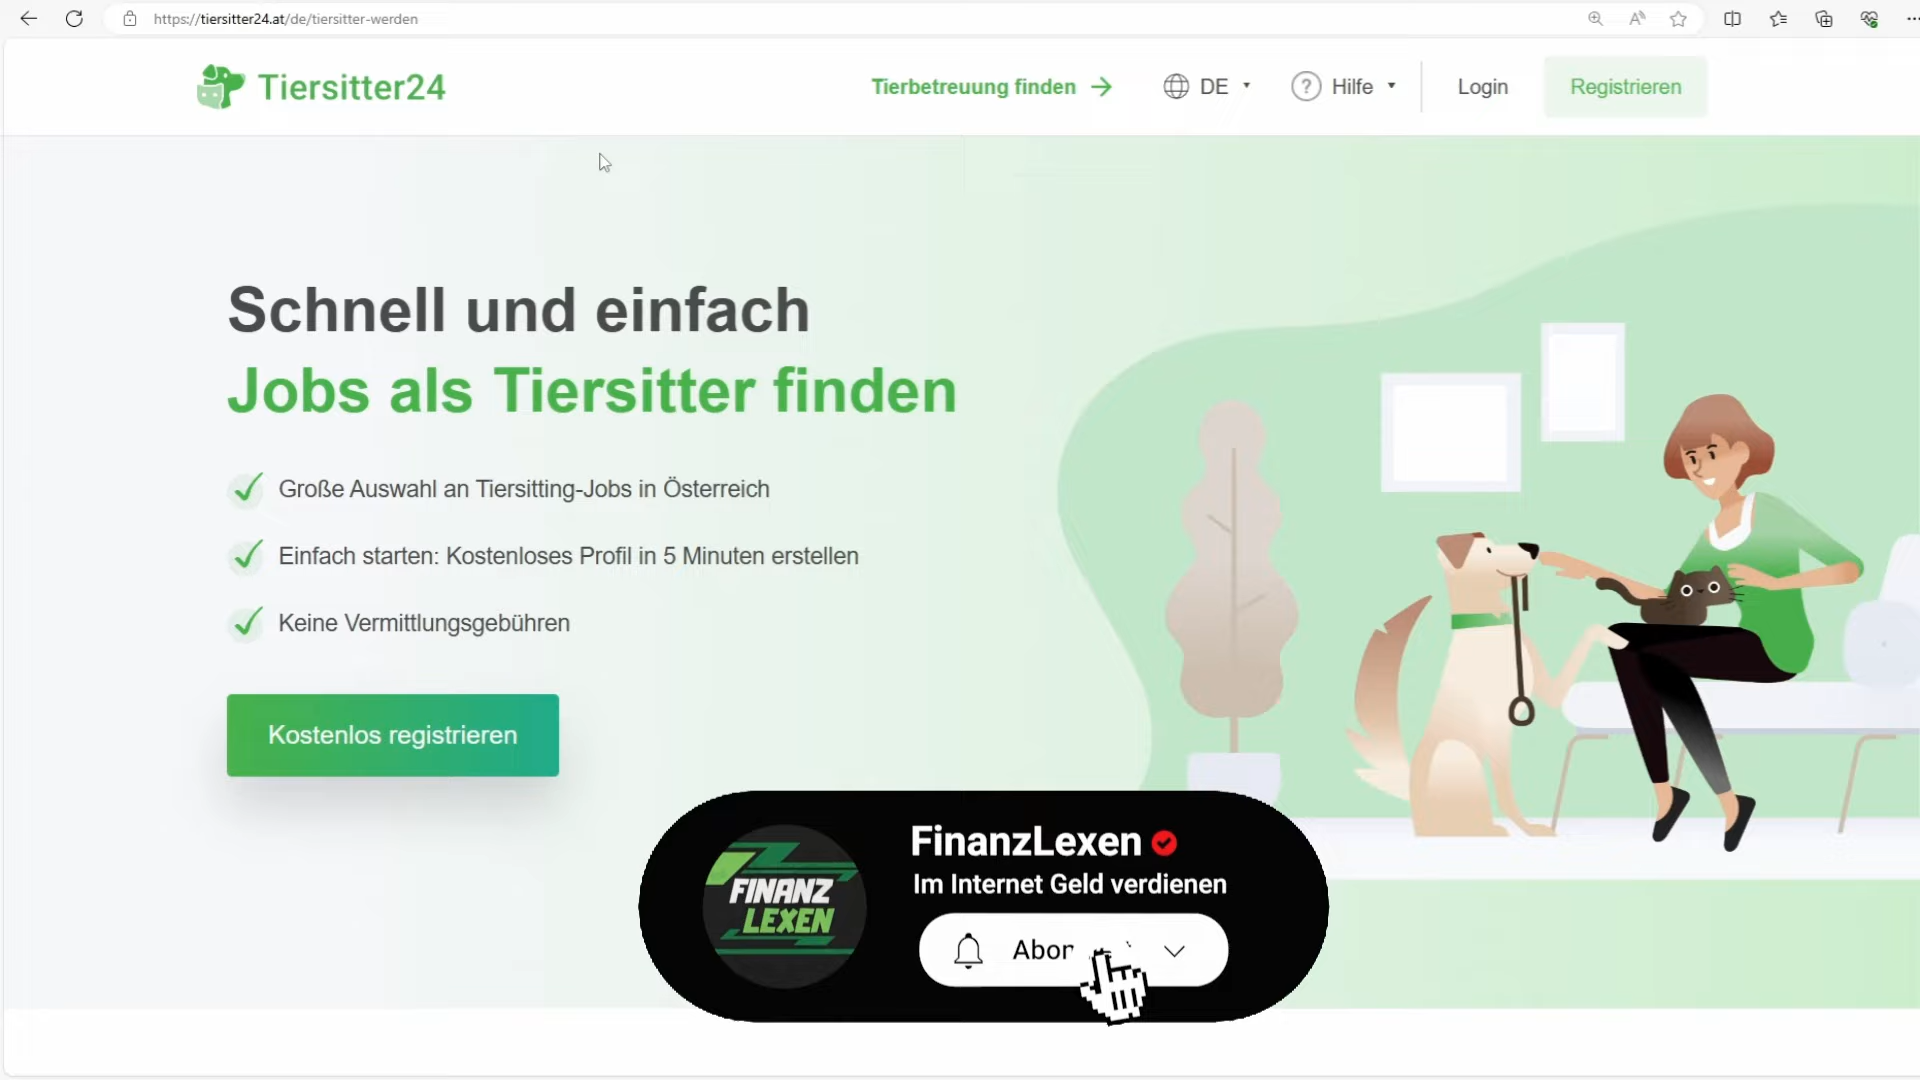 https://tiersitter24.at/de/tiersitter-werden
Tiersitter24
Tierbetreuung finden
DE
Hilfe
Login
Registrieren
Schnell und einfach
Jobs als Tiersitter finden
Große Auswahl an Tiersitting-Jobs in Österreich
Einfach starten: Kostenloses Profil in 5 Minuten erstellen
Keine Vermittlungsgebühren
Kostenlos registrieren
FINANZ
LEXEN
FinanzLexen
Im Internet Geld verdienen